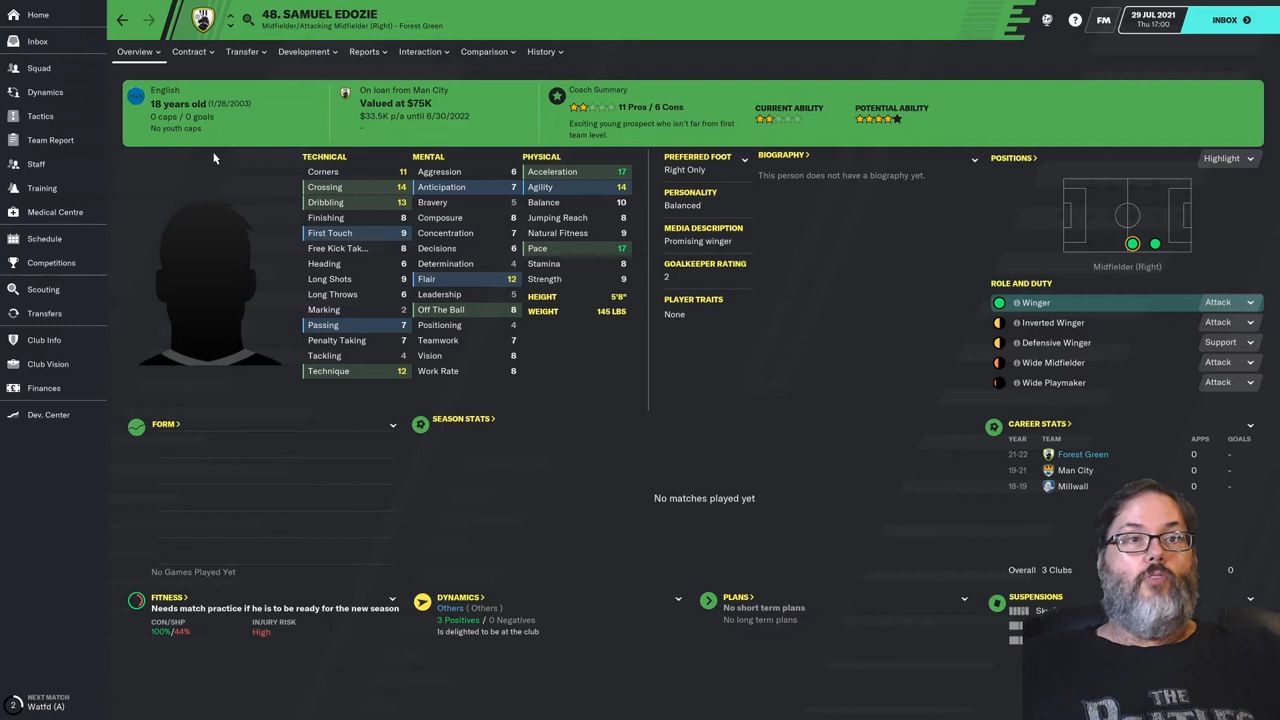 Home
48. SAMUEL EDOZIE
Midfielder/Attacking Midfielder (Right) - Forest Green
FM
29 JUL 2021
Thu 17:00
INBOX
Inbox
Overview
Contract
Transfer
Development
Reports
Interaction
Comparison
History
Squad
Dynamics
Tactics
Team Report
Staff
Training
Medical Centre
Schedule
Competitions
Scouting
Transfers
Club Info
Club Vision
Finances
Dev. Center
NEXT MATCH
2
Watfd (A)
English
18 years old (1/28/2003)
0 caps / 0 goals
No youth caps
On loan from Man City
Valued at $75K
$33.5K p/a until 6/30/2022
-
Coach Summary
11 Pros / 6 Cons
Exciting young prospect who isn't far from first
team level.
CURRENT ABILITY
POTENTIAL ABILITY
TECHNICAL
Corners 11
Crossing 14
Dribbling 13
Finishing 8
First Touch 9
Free Kick Tak... 8
Heading 6
Long Shots 9
Long Throws 6
Marking 2
Passing 7
Penalty Taking 7
Tackling 4
Technique 12
MENTAL
Aggression 6
Anticipation 7
Bravery 5
Composure 8
Concentration 7
Decisions 6
Determination 4
Flair 12
Leadership 5
Off The Ball 8
Positioning 4
Teamwork 7
Vision 8
Work Rate 8
PHYSICAL
Acceleration 17
Agility 14
Balance 10
Jumping Reach 8
Natural Fitness 9
Pace 17
Stamina 8
Strength 9
HEIGHT 5'8"
WEIGHT 145 LBS
PREFERRED FOOT
Right Only
PERSONALITY
Balanced
MEDIA DESCRIPTION
Promising winger
GOALKEEPER RATING
2
PLAYER TRAITS
None
BIOGRAPHY
This person does not have a biography yet.
POSITIONS
Highlight
Midfielder (Right)
ROLE AND DUTY
Winger Attack
Inverted Winger Attack
Defensive Winger Support
Wide Midfielder Attack
Wide Playmaker Attack
FORM
No Games Played Yet
SEASON STATS
No matches played yet
CAREER STATS
YEAR TEAM APPS GOALS
21-22 Forest Green 0 -
19-21 Man City 0 -
18-19 Millwall 0 -
Overall 3 Clubs 0
FITNESS
Needs match practice if he is to be ready for the new season
CON/SHP
100%/44%
INJURY RISK
High
DYNAMICS
Others ( Others )
3 Positives / 0 Negatives
Is delighted to be at the club
PLANS
No short term plans
No long term plans
SUSPENSIONS
THE